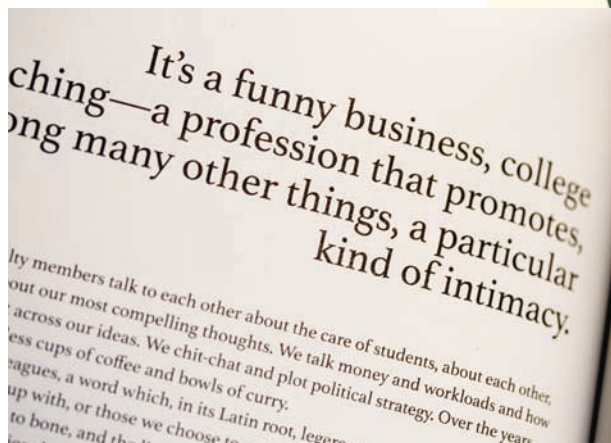 It's a funny business, college
ching—a profession that promotes,
ong many other things, a particular
kind of intimacy.
lty members talk to each other about the care of students, about each other,
out our most compelling thoughts. We talk money and workloads and how
across our ideas. We chit-chat and plot political strategy. Over the years
ess cups of coffee and bowls of curry.
eagues, a word which, in its Latin root, legere
up with, or those we choose
to bone, and the